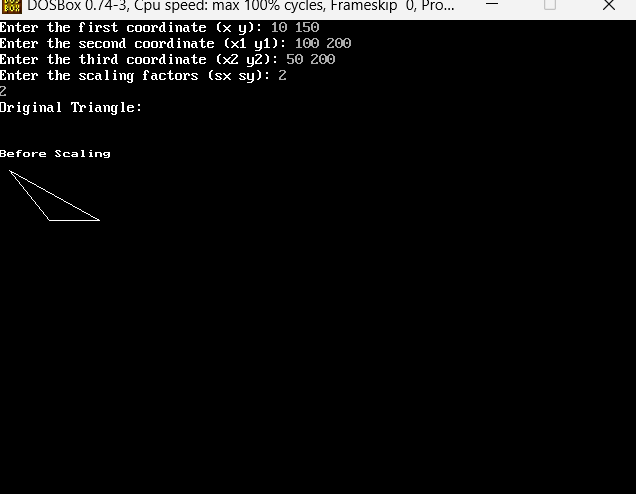 DOS
BOX
DOSBox 0.74-3, Cpu speed: max 100% cycles, Frameskip 0, Pro...
Enter the first coordinate (x y): 10 150
Enter the second coordinate (x1 y1): 100 200
Enter the third coordinate (x2 y2): 50 200
Enter the scaling factors (sx sy): 2
2
Original Triangle:
Before Scaling